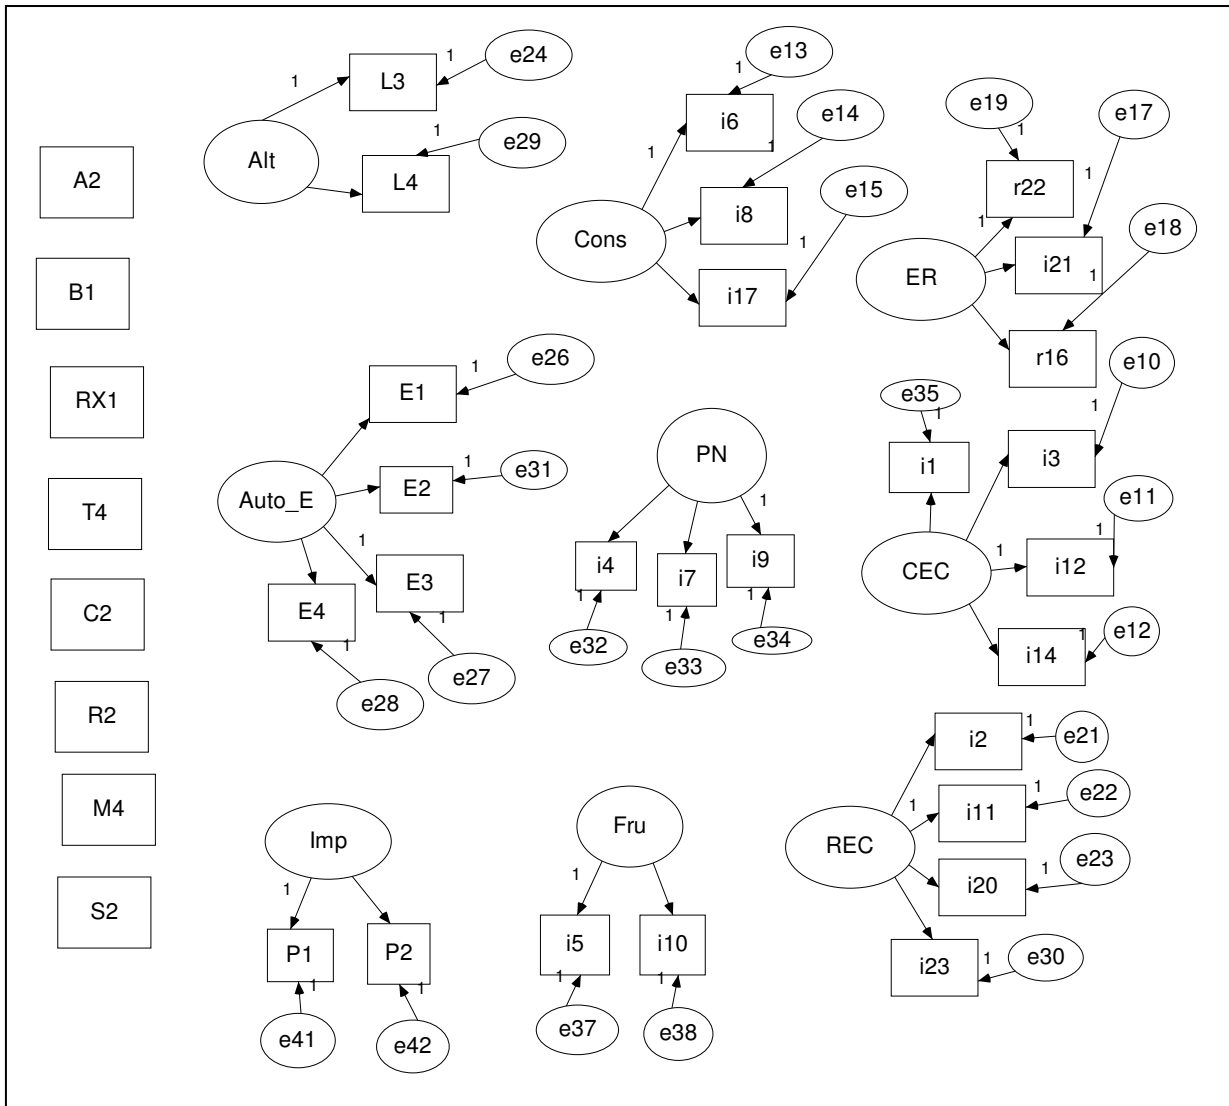 A2
B1
RX1
T4
C2
R2
M4
S2
Alt
1
L3
1
e24
L4
1
e29
Cons
1
i6
1
e13
i8
1
e14
i17
1
e15
ER
1
r22
1
e19
i21
1
e17
r16
1
e18
Auto_E
E1
1
e26
E2
1
e31
1
E3
1
e27
E4
1
e28
PN
i4
1
e32
i7
1
e33
1
i9
1
e34
CEC
i1
1
e35
i3
1
e10
1
i12
1
e11
i14
1
e12
Imp
1
P1
1
e41
P2
1
e42
Fru
1
i5
1
e37
i10
1
e38
REC
i2
1
e21
1
i11
1
e22
i20
1
e23
i23
1
e30